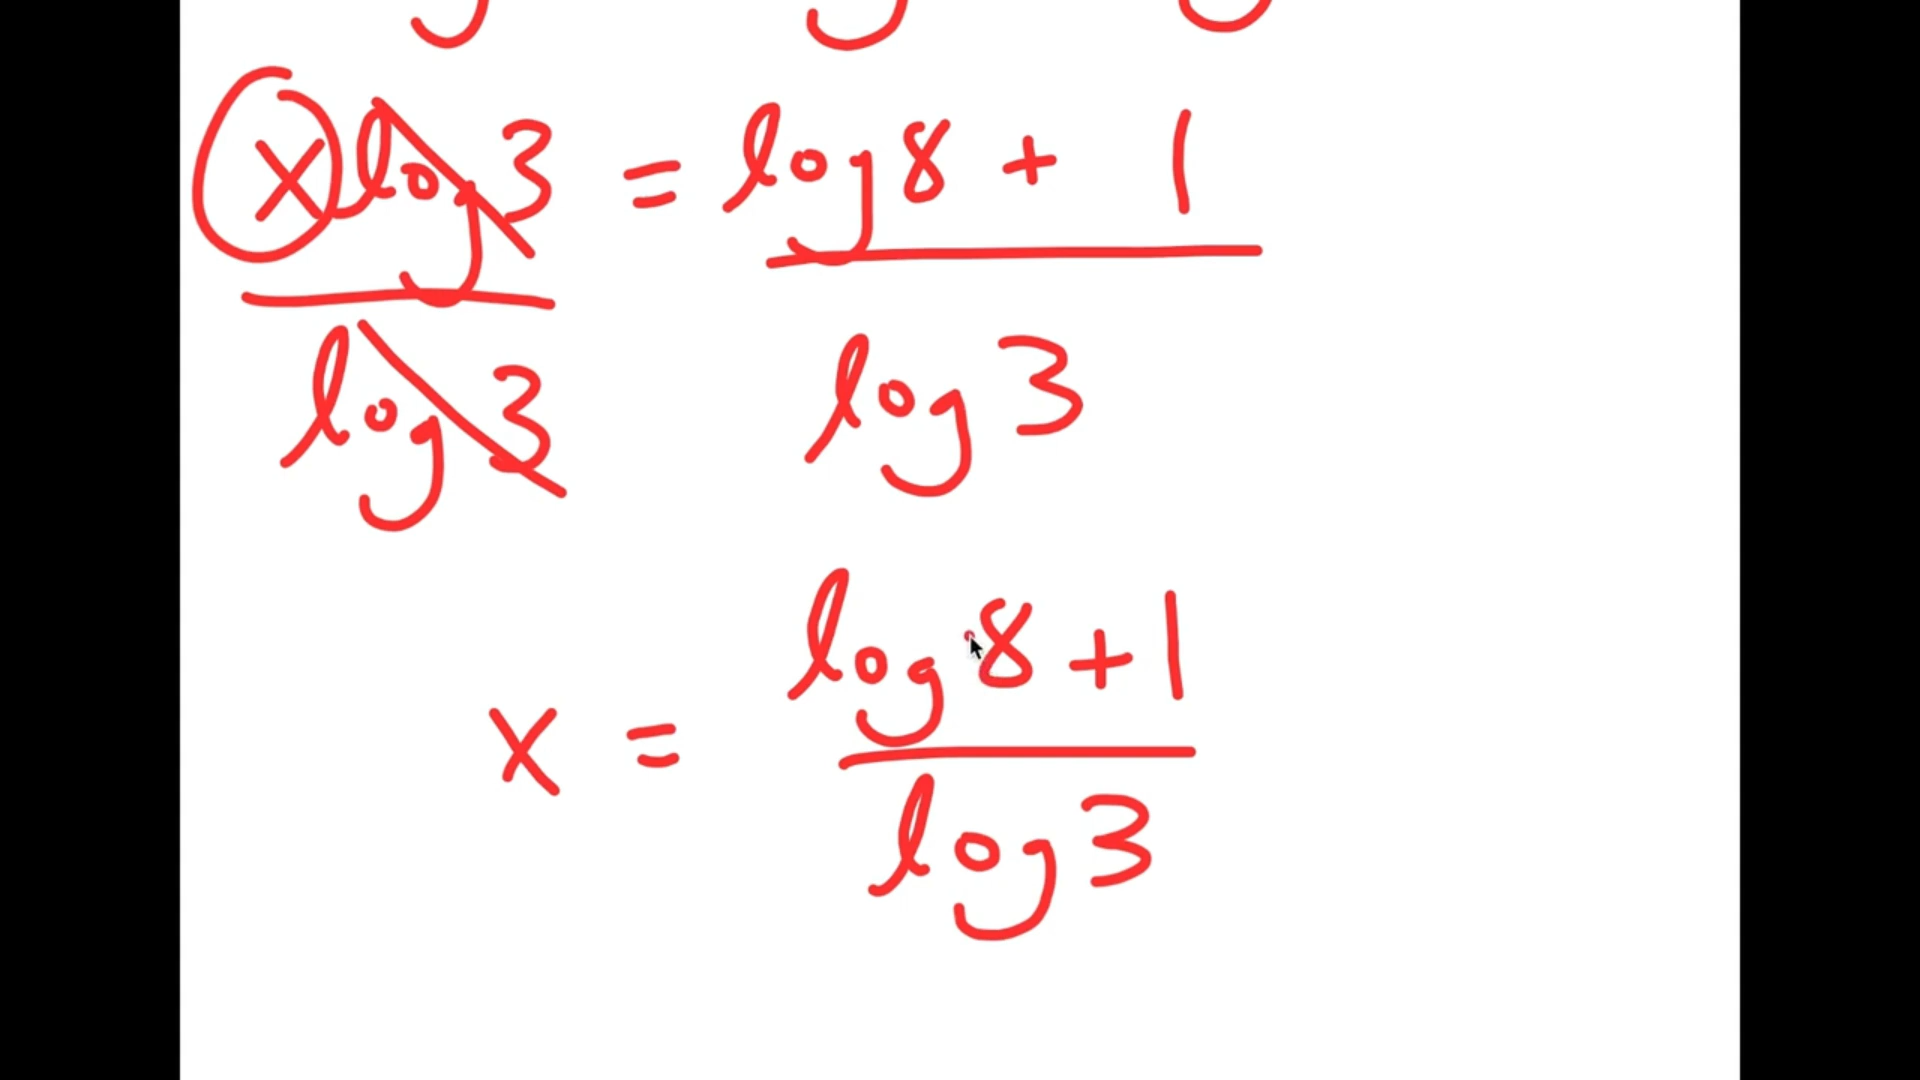 x log 3 = log 8 + 1
log 3 log 3
x = log 8 + 1
log 3